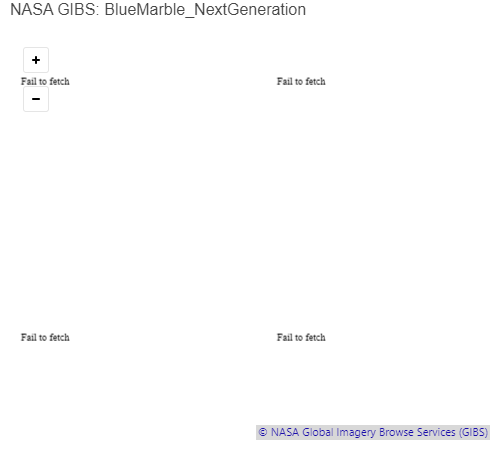 NASA GIBS: BlueMarble_NextGeneration
+
Fail to fetch Fail to fetch
−
Fail to fetch Fail to fetch
© NASA Global Imagery Browse Services (GIBS)